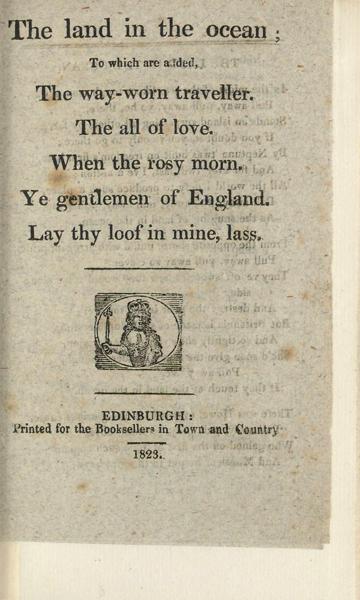 The land in the ocean ;
To which are added,
The way-worn traveller.
The all of love.
When the rosy morn.
Ye gentlemen of England.
Lay thy loof in mine, lass.
EDINBURGH :
Printed for the Booksellers in Town and Country
1823.